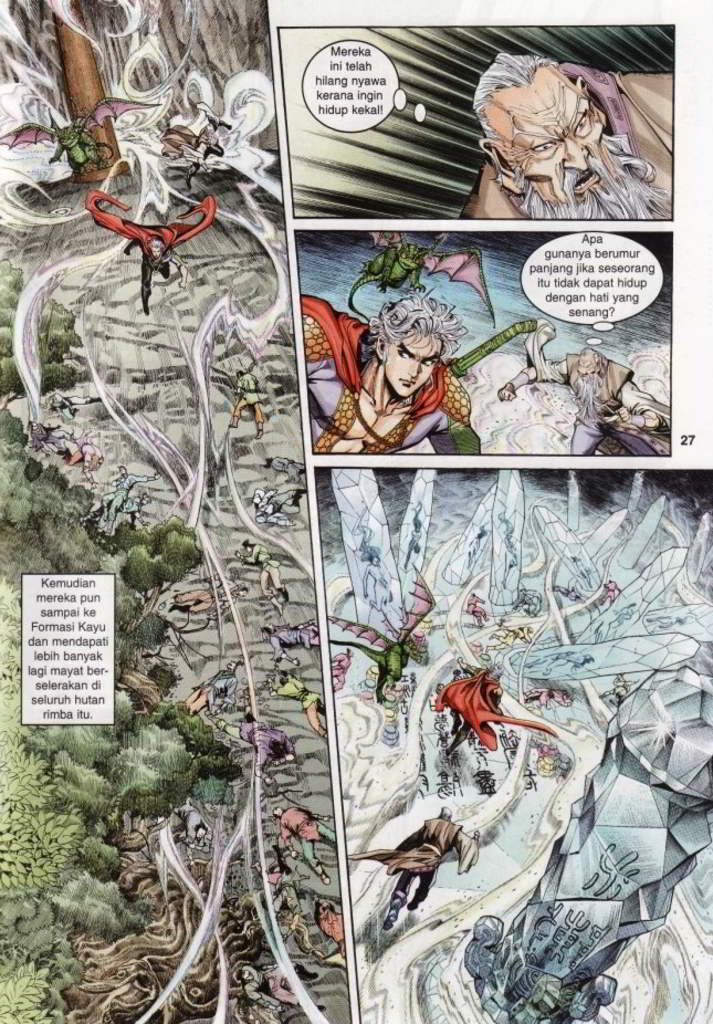 Kemudian
mereka pun
sampai ke
Formasi Kayu
dan mendapati
lebih banyak
lagi mayat ber-
selerakan di
seluruh hutan
rimba itu.
Mereka
ini telah
hilang nyawa
kerana ingin
hidup kekal!
Apa
gunanya berumur
panjang jika seseorang
itu tidak dapat hidup
dengan hati yang
senang?
27